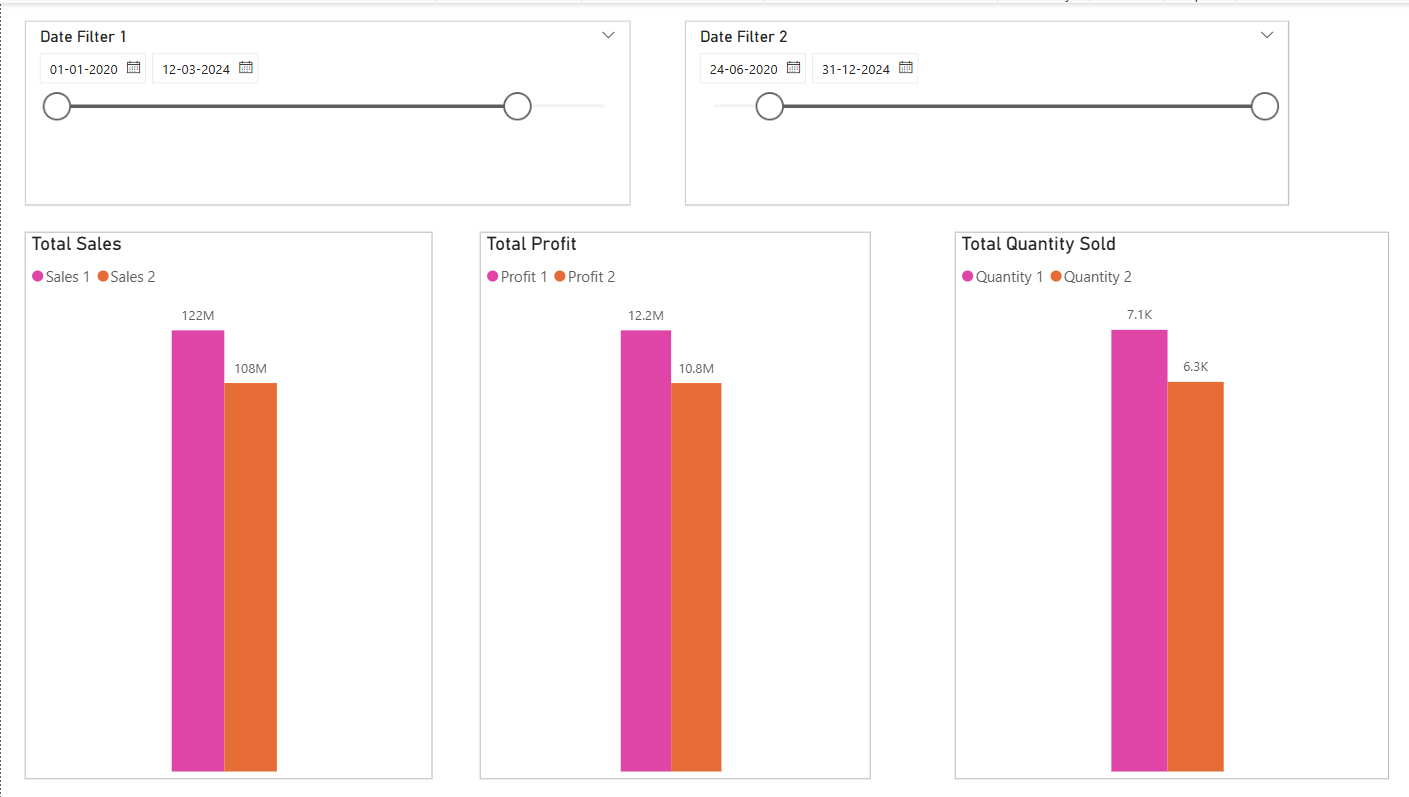 Date Filter 1
01-01-2020 12-03-2024
Date Filter 2
24-06-2020 31-12-2024
Total Sales
Sales 1 Sales 2
122M
108M
Total Profit
Profit 1 Profit 2
12.2M
10.8M
Total Quantity Sold
Quantity 1 Quantity 2
7.1K
6.3K